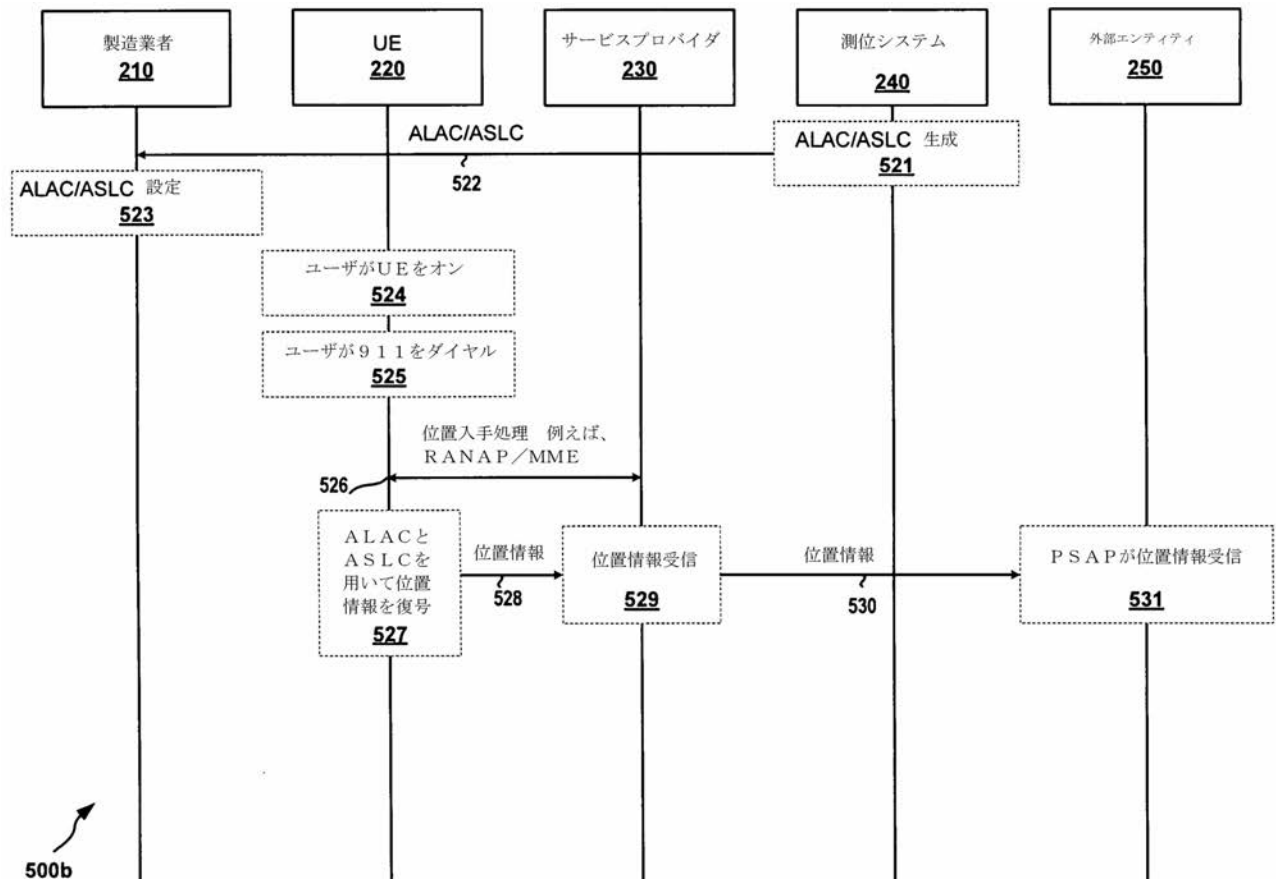 製造業者
210
UE
220
サービスプロバイダ
230
測位システム
240
外部エンティティ
250
ALAC/ASLC
522
ALAC/ASLC 生成
521
ALAC/ASLC 設定
523
ユーザがＵＥをオン
524
ユーザが９１１をダイヤル
525
位置入手処理　例えば、
ＲＡＮＡＰ／ＭＭＥ
526
ＡＬＡＣと
ＡＳＬＣを
用いて位置
情報を復号
527
位置情報
528
位置情報受信
529
位置情報
530
ＰＳＡＰが位置情報受信
531
500b